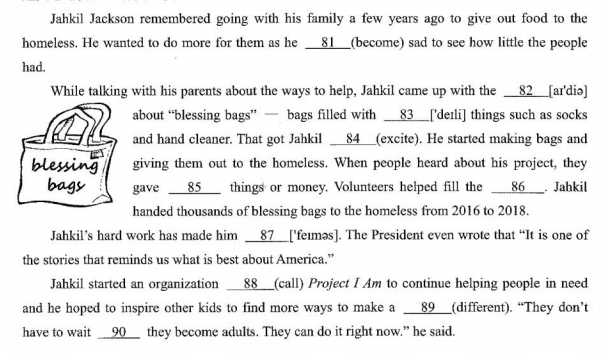 Jahkil Jackson remembered going with his family a few years ago to give out food to the
homeless. He wanted to do more for them as he 81 (become) sad to see how little the people
had.
While talking with his parents about the ways to help, Jahkil came up with the 82 [aɪ'dɪə]
about “blessing bags” — bags filled with 83 ['deɪli] things such as socks
and hand cleaner. That got Jahkil 84 (excite). He started making bags and
giving them out to the homeless. When people heard about his project, they
gave 85 things or money. Volunteers helped fill the 86 . Jahkil
handed thousands of blessing bags to the homeless from 2016 to 2018.
blessing
bags
Jahkil’s hard work has made him 87 ['feɪməs]. The President even wrote that “It is one of
the stories that reminds us what is best about America.”
Jahkil started an organization 88 (call) Project I Am to continue helping people in need
and he hoped to inspire other kids to find more ways to make a 89 (different). “They don’t
have to wait 90 they become adults. They can do it right now.” he said.